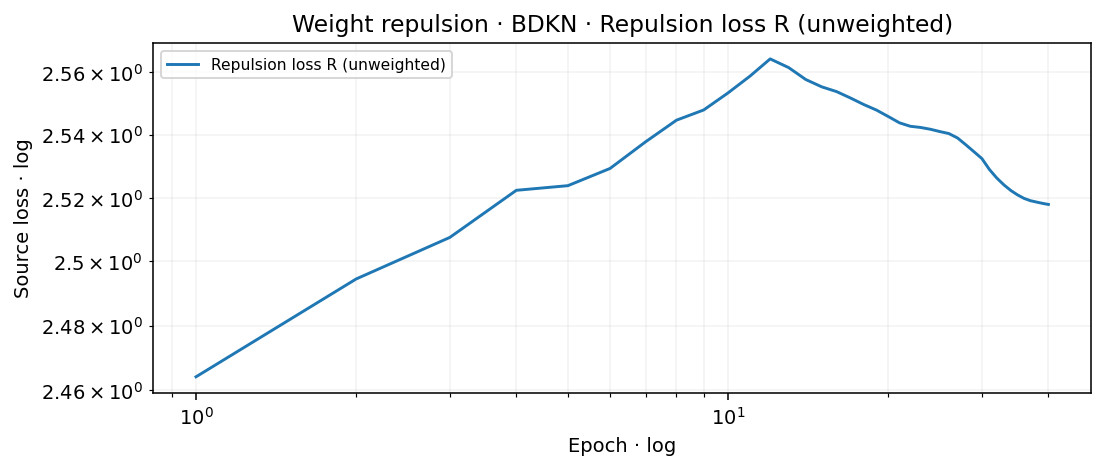 Weight repulsion · BDKN · Repulsion loss R (unweighted)
Repulsion loss R (unweighted)
Source loss · log
2.56 × 10⁰
2.54 × 10⁰
2.52 × 10⁰
2.5 × 10⁰
2.48 × 10⁰
2.46 × 10⁰
10⁰ 10¹
Epoch · log